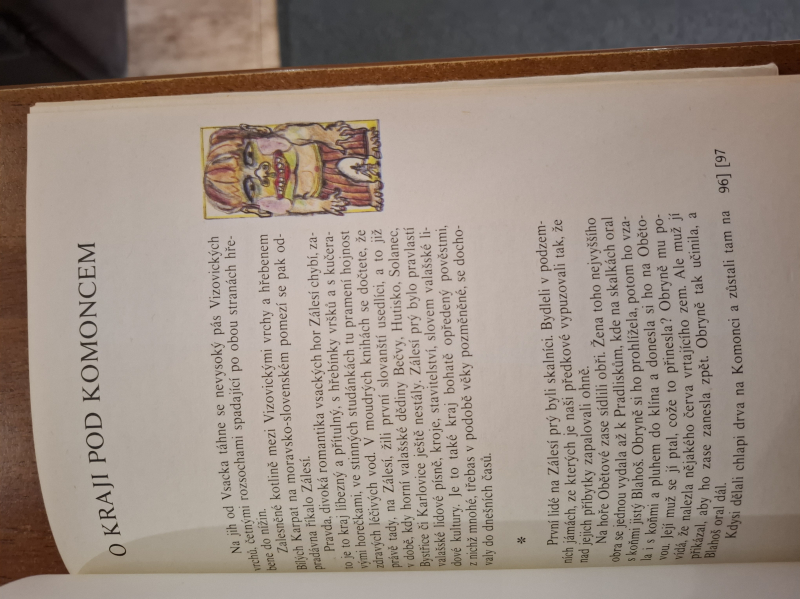 O KRAJI POD KOMONCEM
Na jih od Vsacka táhne se nevysoký pás Vizovických
vrchů, četnými rozsochami spadající po obou stranách hře-
bene do nížin.
Zalesněné kotlině mezi Vizovickými vrchy a hřebenem
Bílých Karpat na moravsko-slovenském pomezí se pak od-
pradávna říkalo Zálesí.
Pravda, divoká romantika vsackých hor Zálesí chybí, za-
to je to kraj líbezný a přítulný, s hřebínky vršků a s kučera-
vými horečkami, ve stinných studánkách tu pramení hojnost
zdravých léčivých vod. V moudrých knihách se dočtete, že
právě tady, na Zálesí, žili první slovanští usedlíci, a to již
v době, kdy horní valašské dědiny Bečvy, Hutisko, Solanec,
Bystřice či Karlovice ještě nestály. Zálesí prý bylo pravlastí
valašské lidové písně, kroje, stavitelství, slovem valašské li-
dové kultury. Je to také kraj bohatě opředený pověstmi,
z nichž mnohé, třebas v podobě věky pozměněné, se docho-
valy do dnešních časů.
*
První lidé na Zálesí prý byli skalníci. Bydleli v podzem-
ních jámách, ze kterých je naši předkové vypuzovali tak, že
nad jejich příbytky zapalovali ohně.
Na hoře Obětové zase sídlili obři. Žena toho nejvyššího
obra se jednou vydala až k Pradliskům, kde na skalkách oral
s koňmi jistý Blahoš. Obryně si ho prohlížela, potom ho vza-
la i s koňmi a pluhem do klína a donesla si ho na Oběto-
vou. Její muž se jí ptal, cože to přinesla? Obryně mu po-
vídá, že nalezla nějakého červa vrtajícího zem. Ale muž jí
přikázal, aby ho zase zanesla zpět. Obryně tak učinila, a
Blahoš oral dál.
Kdysi dělali chlapi drva na Komonci a zůstali tam na
96] [97